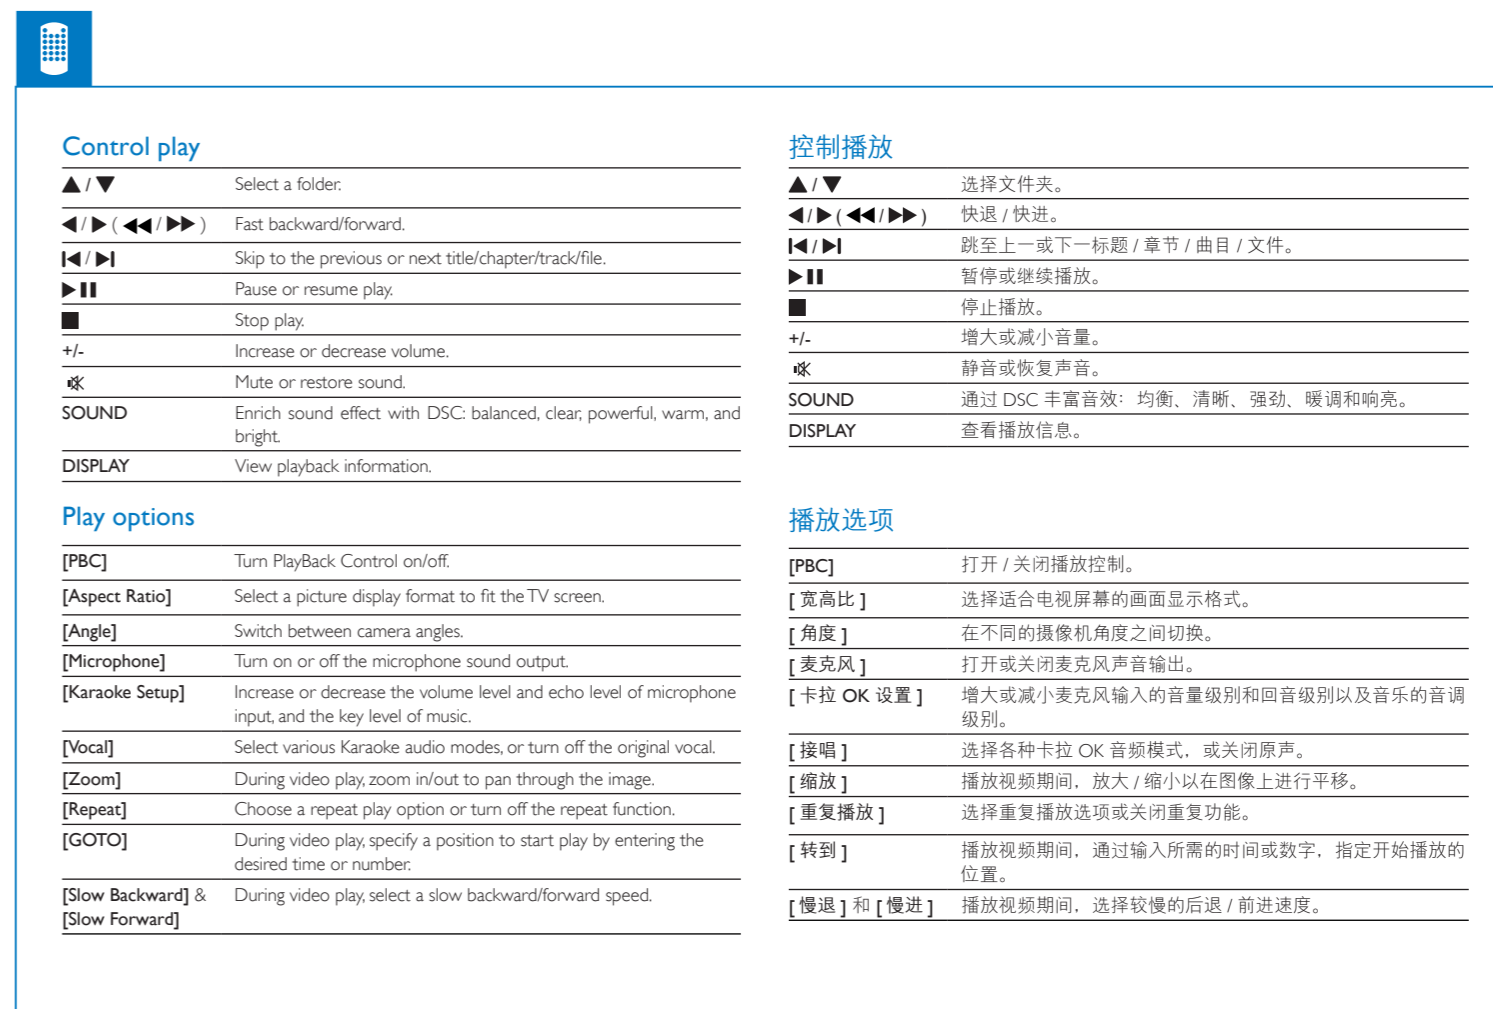 Control play
▲ / ▼ Select a folder.
◀ / ▶ ( ◀◀ / ▶▶ ) Fast backward/forward.
|◀ / ▶| Skip to the previous or next title/chapter/track/file.
▶❚❚ Pause or resume play.
■ Stop play.
+/- Increase or decrease volume.
Mute or restore sound.
SOUND Enrich sound effect with DSC: balanced, clear, powerful, warm, and
bright.
DISPLAY View playback information.
Play options
[PBC] Turn PlayBack Control on/off.
[Aspect Ratio] Select a picture display format to fit the TV screen.
[Angle] Switch between camera angles.
[Microphone] Turn on or off the microphone sound output.
[Karaoke Setup] Increase or decrease the volume level and echo level of microphone
input, and the key level of music.
[Vocal] Select various Karaoke audio modes, or turn off the original vocal.
[Zoom] During video play, zoom in/out to pan through the image.
[Repeat] Choose a repeat play option or turn off the repeat function.
[GOTO] During video play, specify a position to start play by entering the
desired time or number.
[Slow Backward] & During video play, select a slow backward/forward speed.
[Slow Forward]
控制播放
▲ / ▼ 选择文件夹。
◀ / ▶ ( ◀◀ / ▶▶ ) 快退 / 快进。
|◀ / ▶| 跳至上一或下一标题 / 章节 / 曲目 / 文件。
▶❚❚ 暂停或继续播放。
■ 停止播放。
+/- 增大或减小音量。
静音或恢复声音。
SOUND 通过 DSC 丰富音效：均衡、清晰、强劲、暖调和响亮。
DISPLAY 查看播放信息。
播放选项
[PBC] 打开 / 关闭播放控制。
[ 宽高比 ] 选择适合电视屏幕的画面显示格式。
[ 角度 ] 在不同的摄像机角度之间切换。
[ 麦克风 ] 打开或关闭麦克风声音输出。
[ 卡拉 OK 设置 ] 增大或减小麦克风输入的音量级别和回音级别以及音乐的音调
级别。
[ 接唱 ] 选择各种卡拉 OK 音频模式，或关闭原声。
[ 缩放 ] 播放视频期间，放大 / 缩小以在图像上进行平移。
[ 重复播放 ] 选择重复播放选项或关闭重复功能。
[ 转到 ] 播放视频期间，通过输入所需的时间或数字，指定开始播放的
位置。
[ 慢退 ] 和 [ 慢进 ] 播放视频期间，选择较慢的后退 / 前进速度。